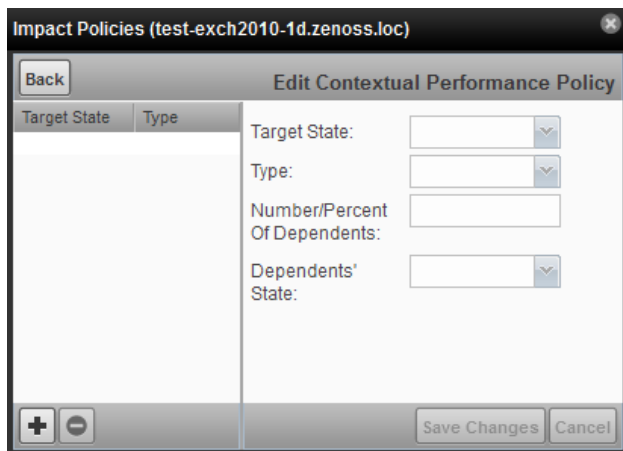 Impact Policies (test-exch2010-1d.zenoss.loc)
Back
Edit Contextual Performance Policy
Target State
Type
Target State:
Type:
Number/Percent
Of Dependents:
Dependents'
State:
Save Changes
Cancel